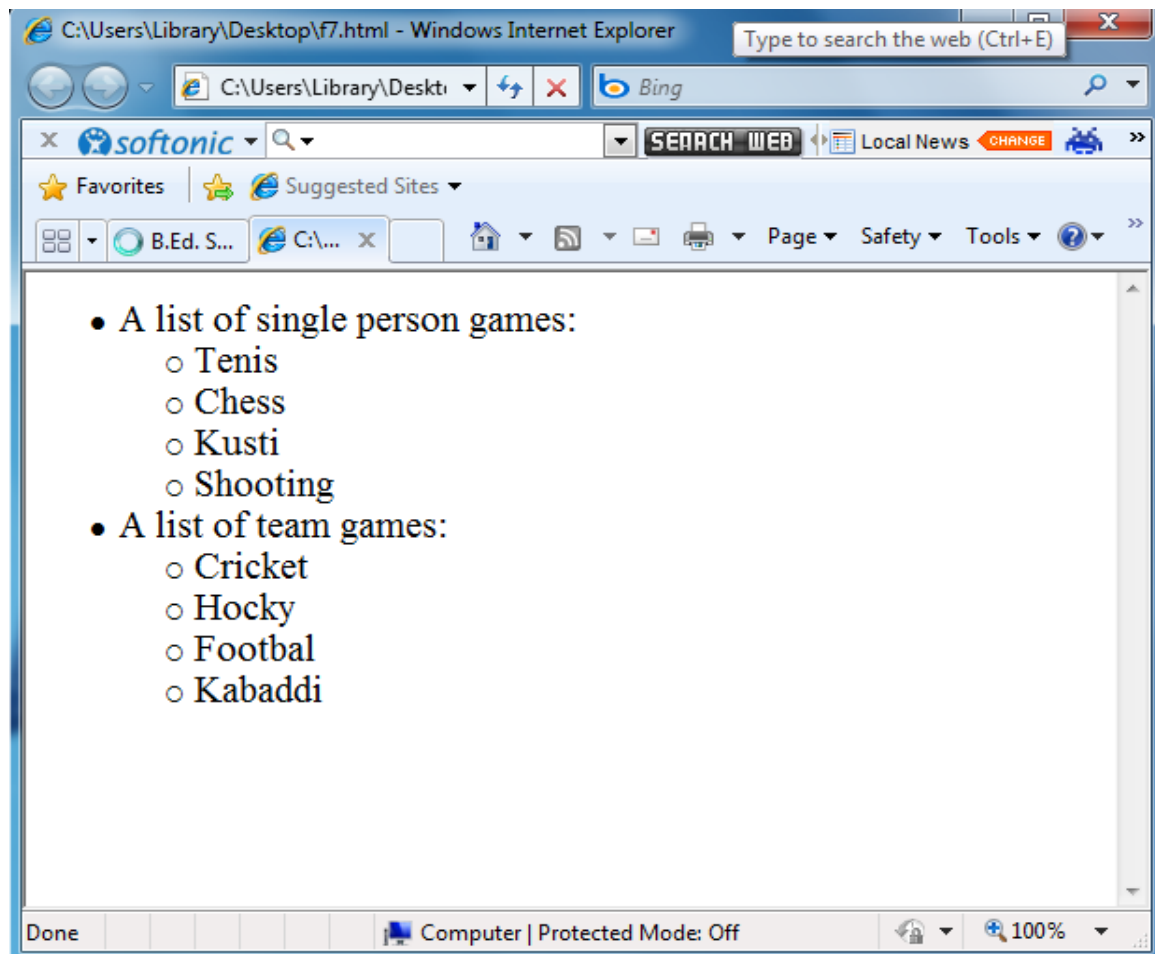 C:\Users\Library\Desktop\f7.html - Windows Internet Explorer
Type to search the web (Ctrl+E)
C:\Users\Library\Deskt
Bing
softonic
SEARCH WEB
Local News
CHANGE
Favorites
Suggested Sites
B.Ed. S...
C:\...
Page
Safety
Tools
• A list of single person games:
○ Tenis
○ Chess
○ Kusti
○ Shooting
• A list of team games:
○ Cricket
○ Hocky
○ Footbal
○ Kabaddi
Done
Computer | Protected Mode: Off
100%